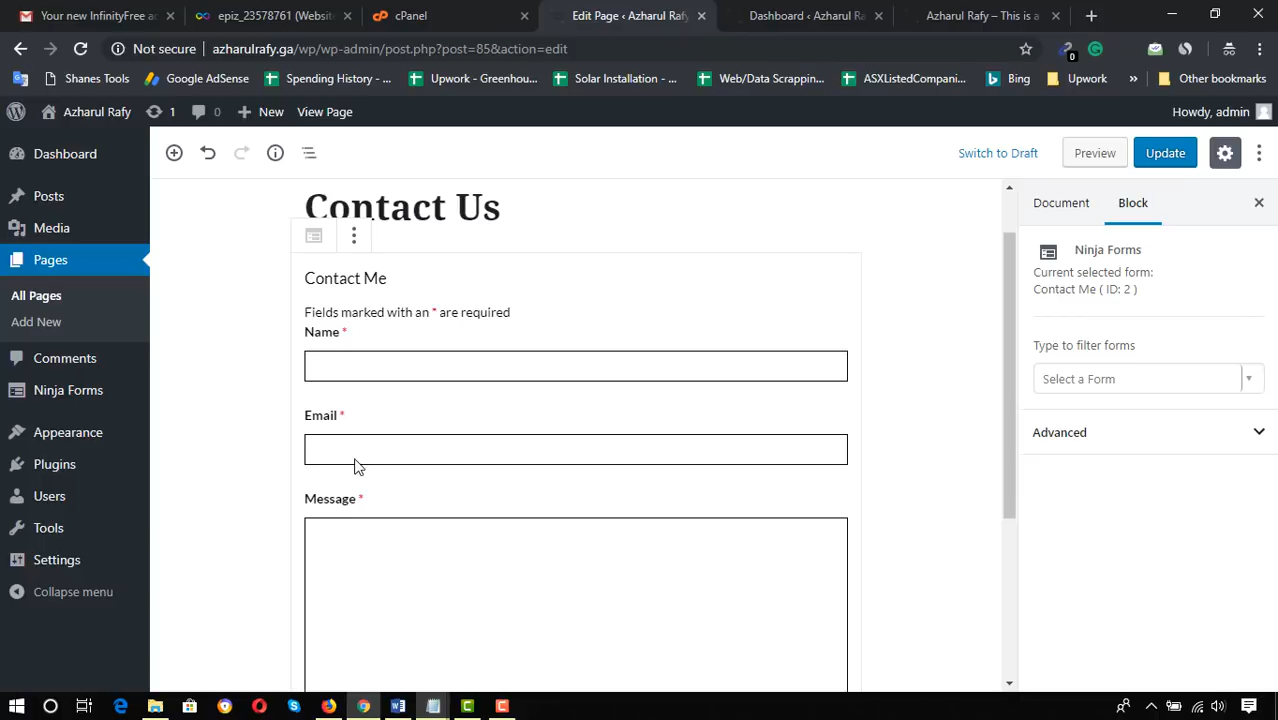 Your new InfinityFree ac
epiz_23578761 (Website
cPanel
Edit Page ‹ Azharul Rafy
Dashboard ‹ Azharul Ra
Azharul Rafy – This is a
Not secure
azharulrafy.ga/wp/wp-admin/post.php?post=85&action=edit
0
Shanes Tools
Google AdSense
Spending History - ...
Upwork - Greenhou...
Solar Installation - ...
Web/Data Scrappin...
ASXListedCompani...
Bing
Upwork
»
Other bookmarks
Azharul Rafy
1
0
New
View Page
Howdy, admin
Dashboard
Posts
Media
Pages
All Pages
Add New
Comments
Ninja Forms
Appearance
Plugins
Users
Tools
Settings
Collapse menu
Switch to Draft
Preview
Update
Contact Us
Contact Me
Fields marked with an * are required
Name *
Email *
Message *
Document
Block
Ninja Forms
Current selected form:
Contact Me ( ID: 2 )
Type to filter forms
Select a Form
Advanced